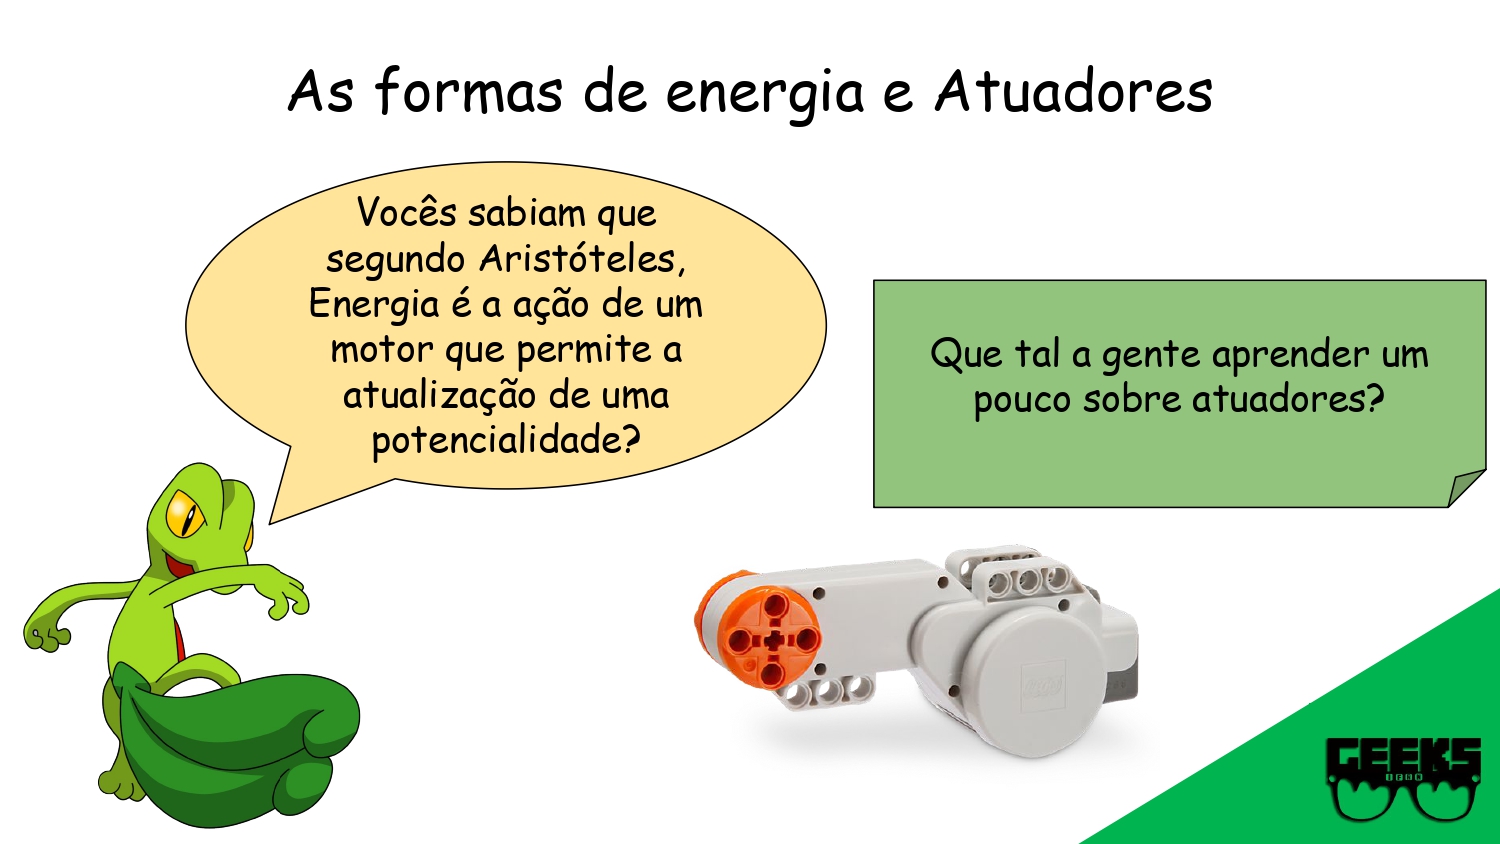 As formas de energia e Atuadores
Vocês sabiam que
segundo Aristóteles,
Energia é a ação de um
motor que permite a
atualização de uma
potencialidade?
Que tal a gente aprender um
pouco sobre atuadores?
GEEKS
IFRN